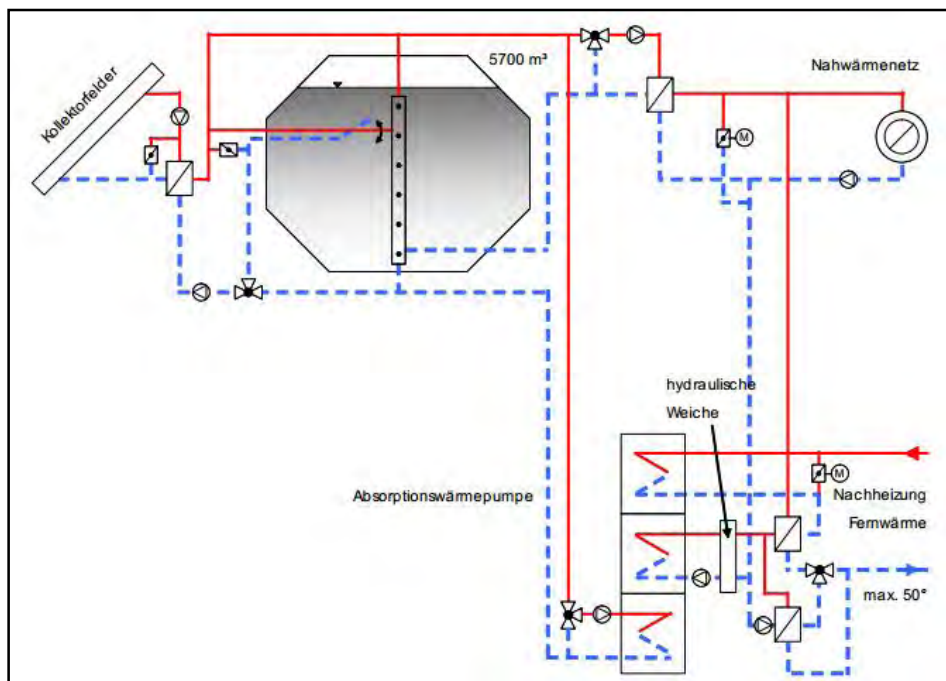 Kollektorfelder
5700 m³
Nahwärmenetz
M
hydraulische
Weiche
Absorptionswärmepumpe
M
Nachheizung
Fernwärme
max. 50°